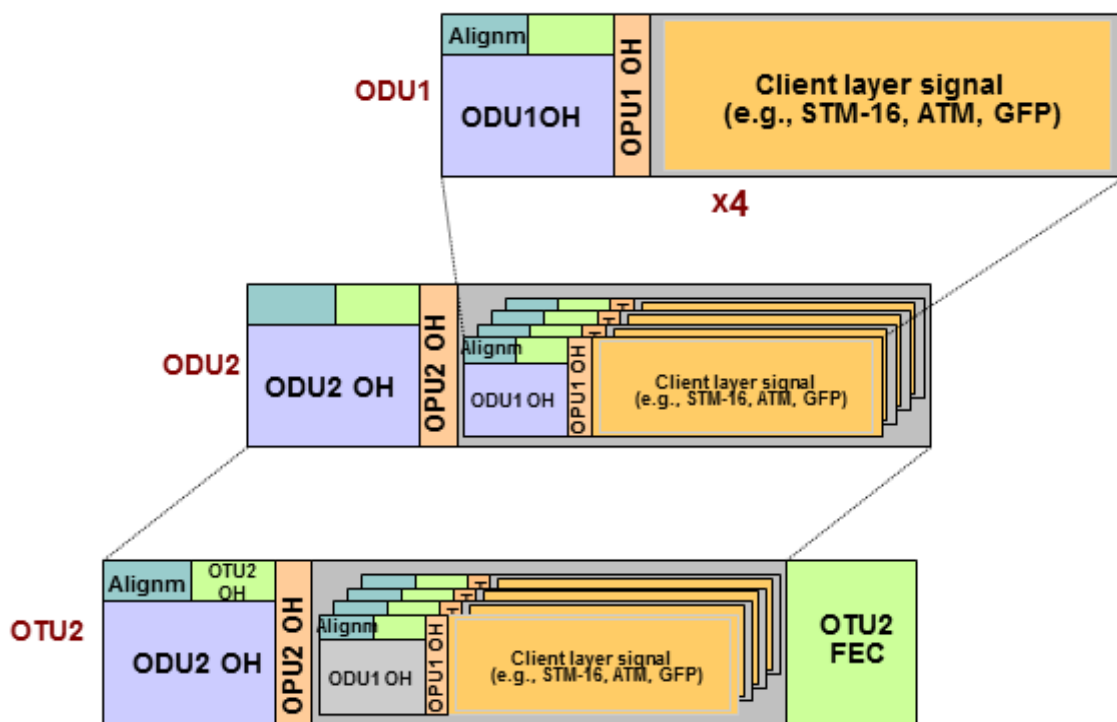 Alignm
ODU1
ODU1OH
OPU1 OH
Client layer signal
(e.g., STM-16, ATM, GFP)
x4
ODU2
ODU2 OH
OPU2 OH
H
H
H
Alignm
ODU1 OH
OPU1 OH
Client layer signal
(e.g., STM-16, ATM, GFP)
OTU2
Alignm
OTU2
OH
ODU2 OH
OPU2 OH
H
H
H
Alignm
ODU1 OH
OPU1 OH
Client layer signal
(e.g., STM-16, ATM, GFP)
OTU2
FEC